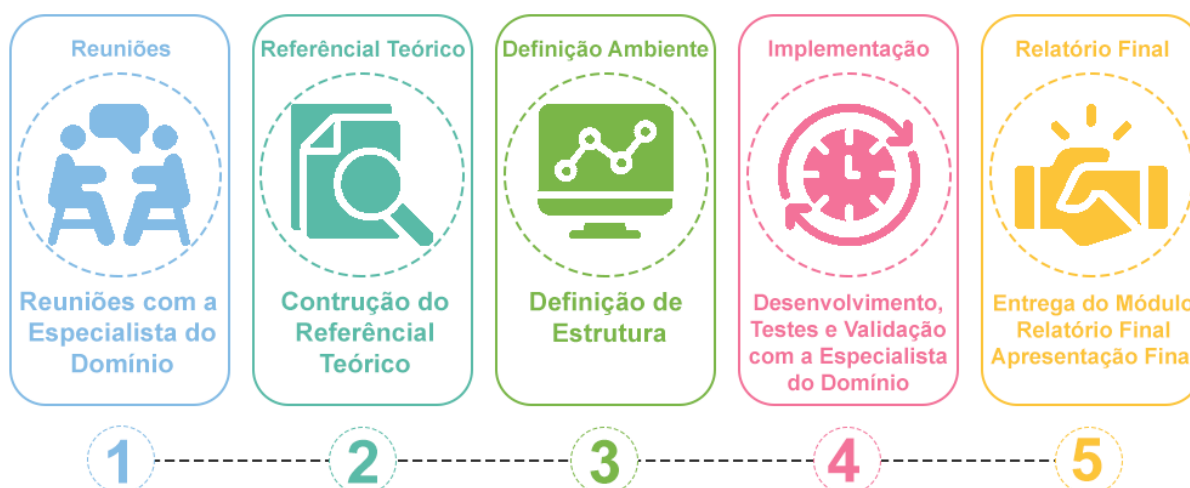 Reuniões
Reuniões com a
Especialista do
Domínio
1
Referêncial Teórico
Contrução do
Referêncial
Teórico
2
Definição Ambiente
Definição de
Estrutura
3
Implementação
Desenvolvimento,
Testes e Validação
com a Especialista
do Domínio
4
Relatório Final
Entrega do Módulo
Relatório Final
Apresentação Fina
5